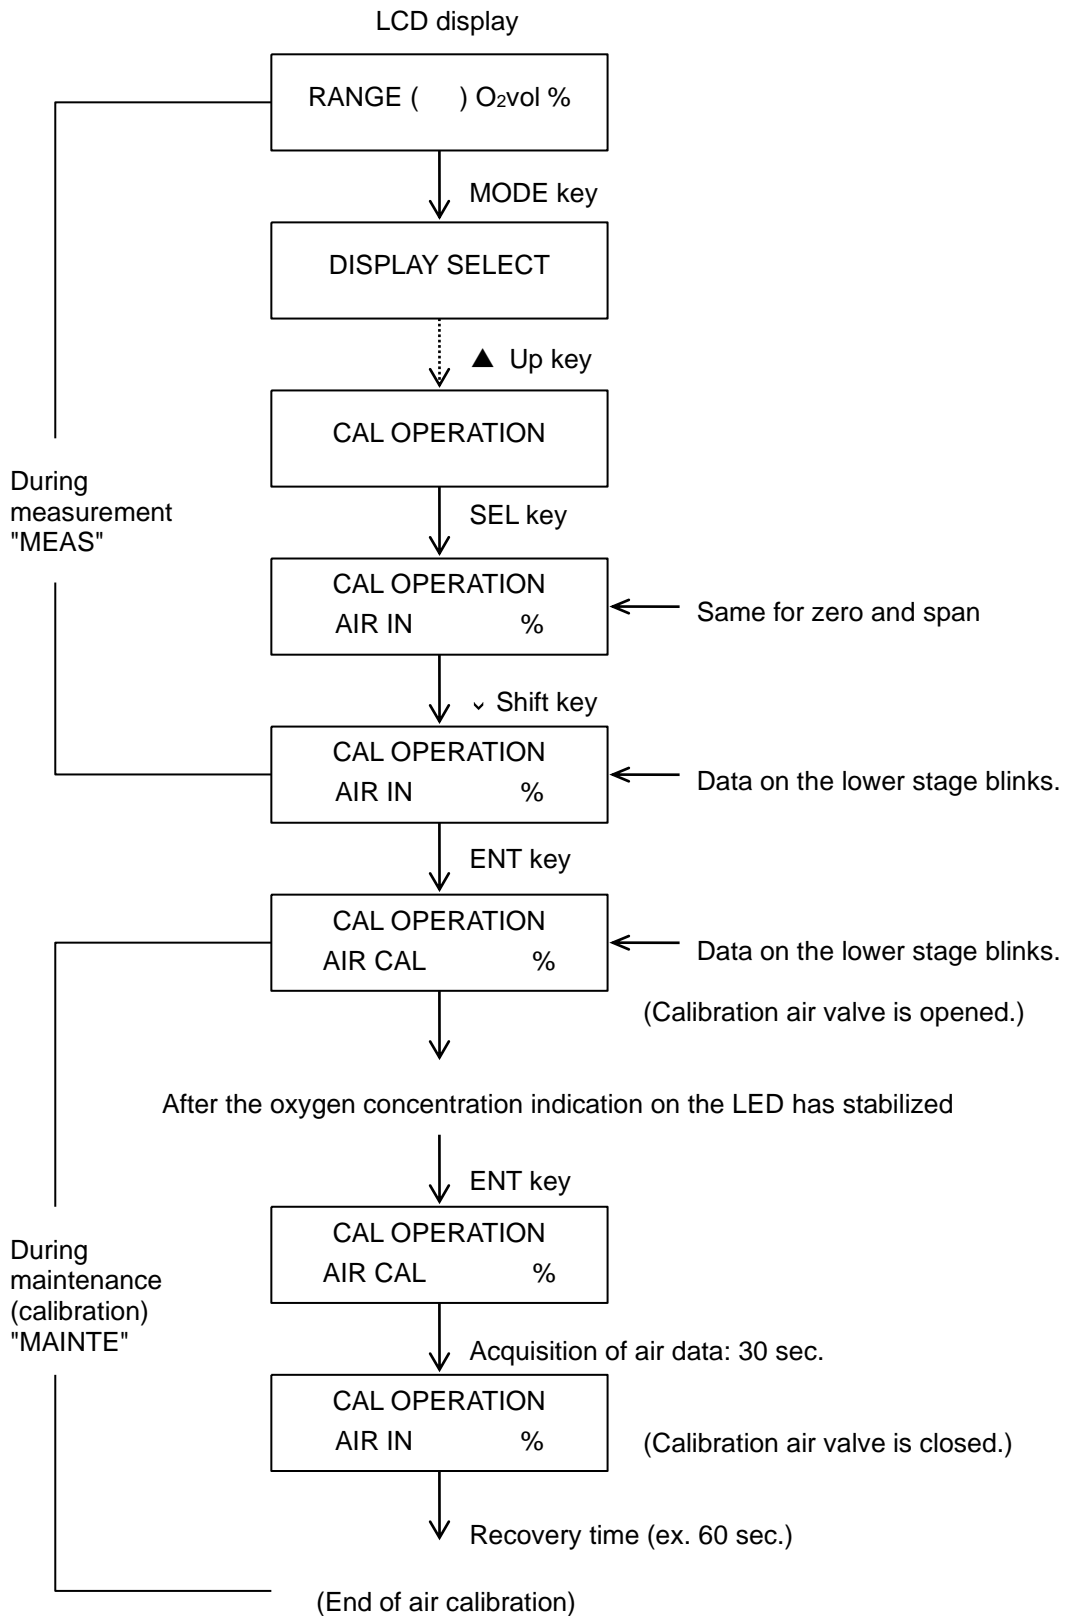 LCD display
RANGE (    ) O₂vol %
MODE key
DISPLAY SELECT
▲ Up key
CAL OPERATION
During
measurement
"MEAS"
SEL key
CAL OPERATION
AIR IN %
Same for zero and span
Shift key
CAL OPERATION
AIR IN %
Data on the lower stage blinks.
ENT key
CAL OPERATION
AIR CAL %
Data on the lower stage blinks.
(Calibration air valve is opened.)
After the oxygen concentration indication on the LED has stabilized
ENT key
CAL OPERATION
AIR CAL %
During
maintenance
(calibration)
"MAINTE"
Acquisition of air data: 30 sec.
CAL OPERATION
AIR IN %
(Calibration air valve is closed.)
Recovery time (ex. 60 sec.)
(End of air calibration)